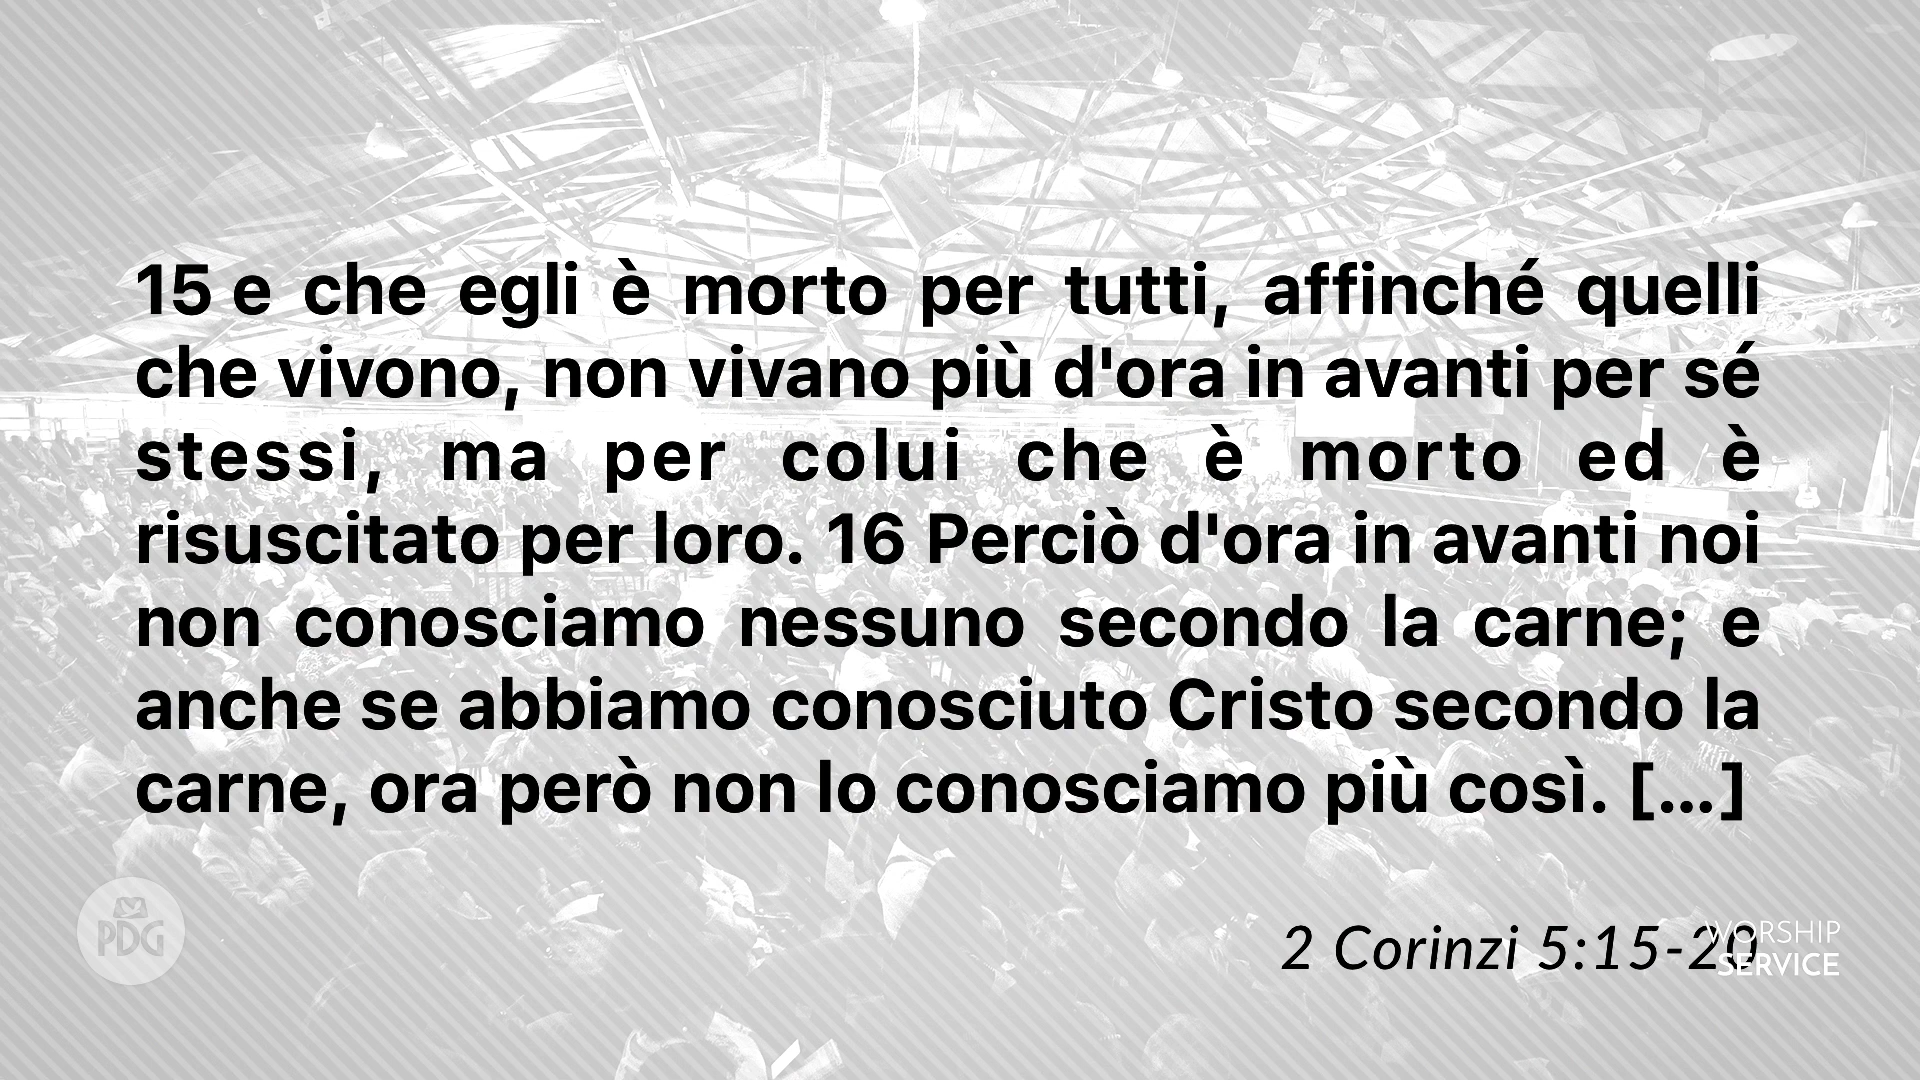 15 e che egli è morto per tutti, affinché quelli
che vivono, non vivano più d'ora in avanti per sé
stessi, ma per colui che è morto ed è
risuscitato per loro. 16 Perciò d'ora in avanti noi
non conosciamo nessuno secondo la carne; e
anche se abbiamo conosciuto Cristo secondo la
carne, ora però non lo conosciamo più così. [...]
2 Corinzi 5:15-20
WORSHIP
SERVICE
PDG